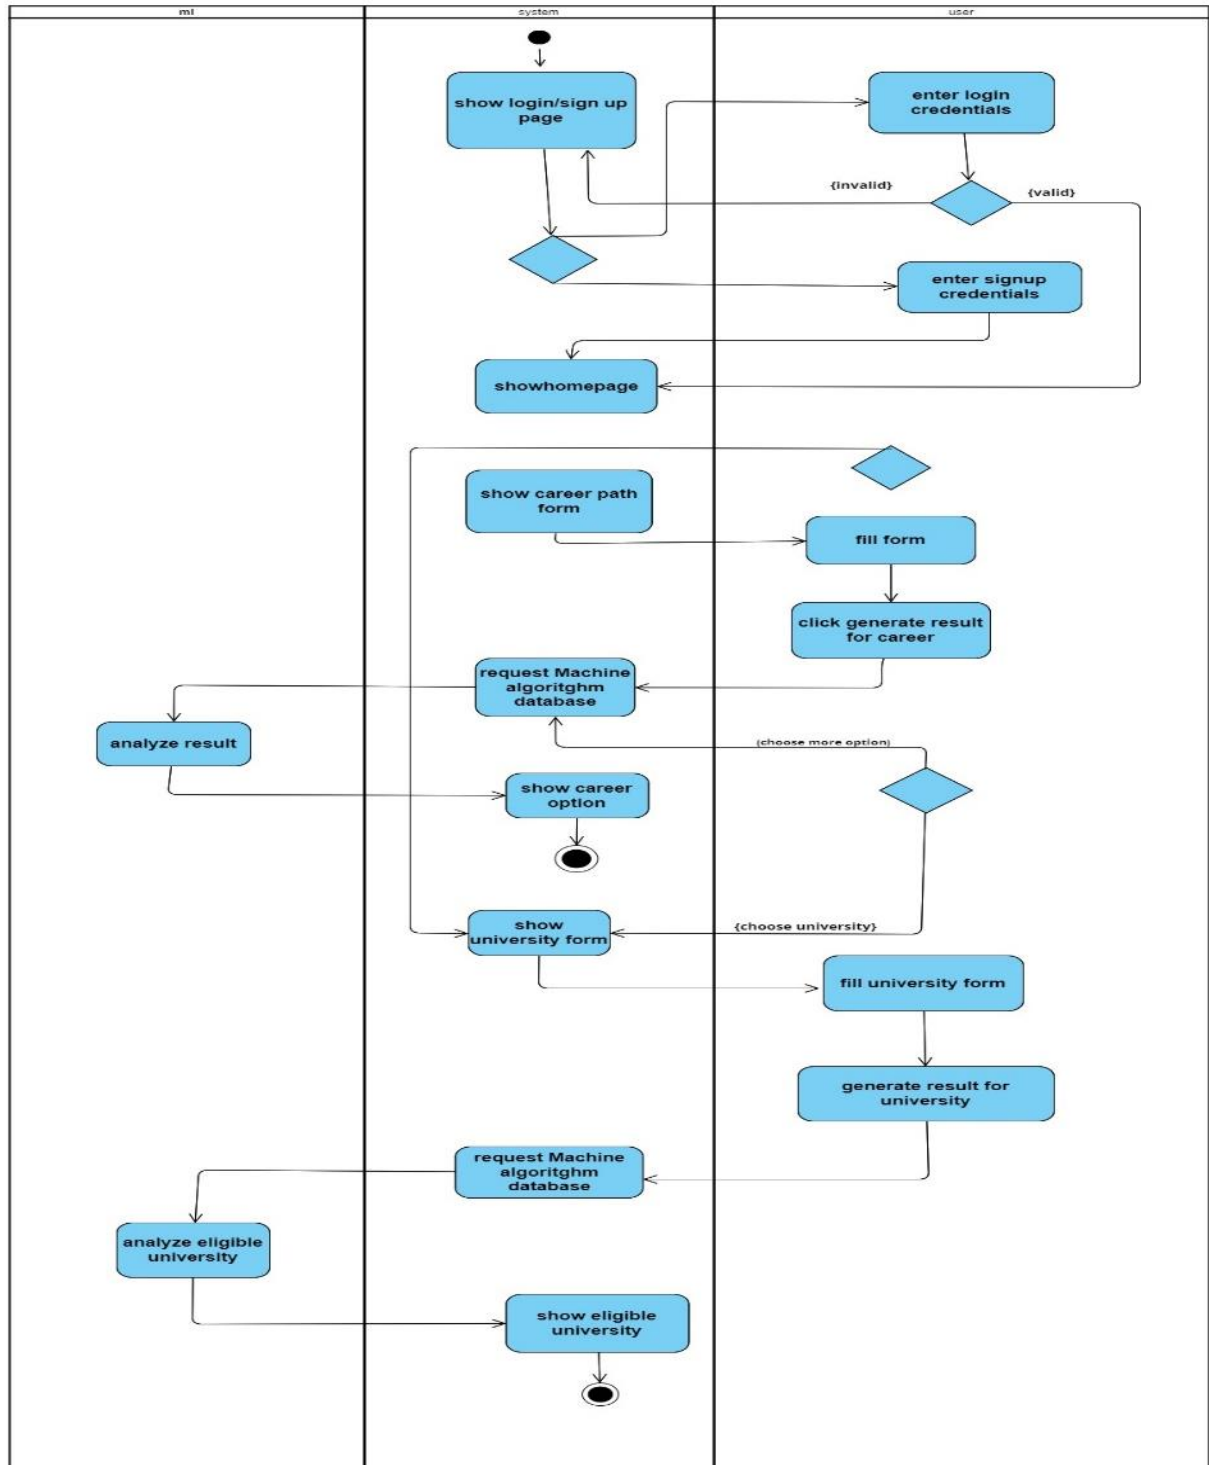 ml
system
user
show login/sign up
page
enter login
credentials
{invalid}
{valid}
enter signup
credentials
showhomepage
show career path
form
fill form
click generate result
for career
request Machine
algoritghm
database
analyze result
{choose more option}
show career
option
show
university form
{choose university}
fill university form
generate result for
university
request Machine
algoritghm
database
analyze eligible
university
show eligible
university